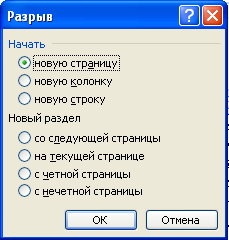 Разрыв
Начать
новую страницу
новую колонку
новую строку
Новый раздел
со следующей страницы
на текущей странице
с четной страницы
с нечетной страницы
ОК
Отмена